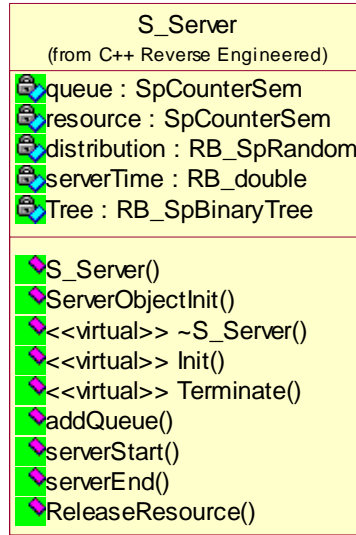 S_Server
(from C++ Reverse Engineered)
queue : SpCounterSem
resource : SpCounterSem
distribution : RB_SpRandom
serverTime : RB_double
Tree : RB_SpBinaryTree
S_Server()
ServerObjectInit()
<<virtual>> ~S_Server()
<<virtual>> Init()
<<virtual>> Terminate()
addQueue()
serverStart()
serverEnd()
ReleaseResource()